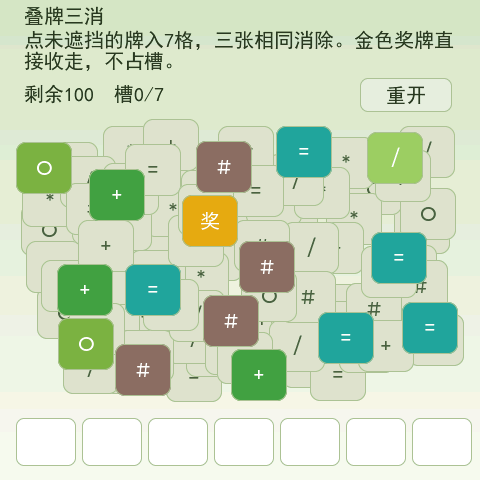 叠牌三消
点未遮挡的牌入7格，三张相同消除。金色奖牌直
接收走，不占槽。
剩余100 槽0/7
重开
= /
○ #
= *
+
奖 ○
+ /
# =
+ = *
○ #
# #
= =
○ +
# + / =